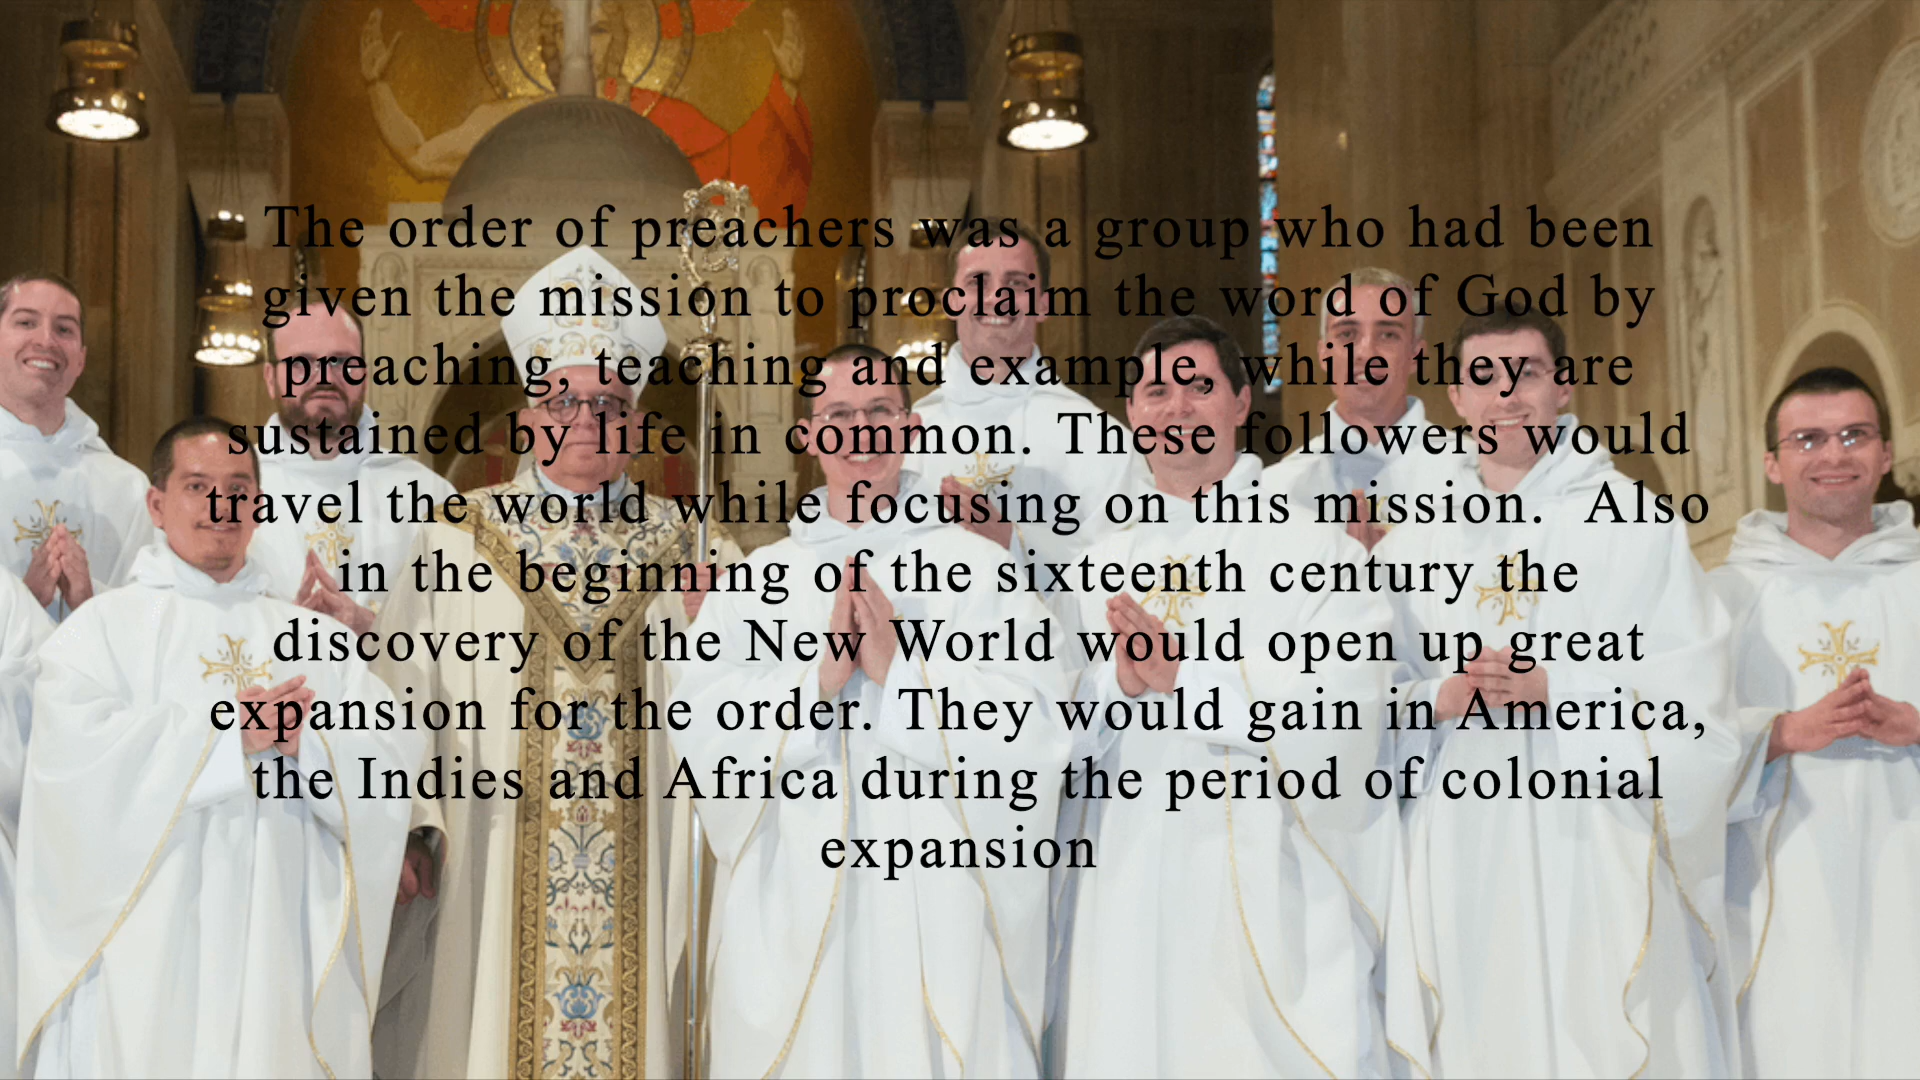 The order of preachers was a group who had been
given the mission to proclaim the word of God by
preaching, teaching and example, while they are
sustained by life in common. These followers would
travel the world while focusing on this mission.  Also
in the beginning of the sixteenth century the
discovery of the New World would open up great
expansion for the order. They would gain in America,
the Indies and Africa during the period of colonial
expansion